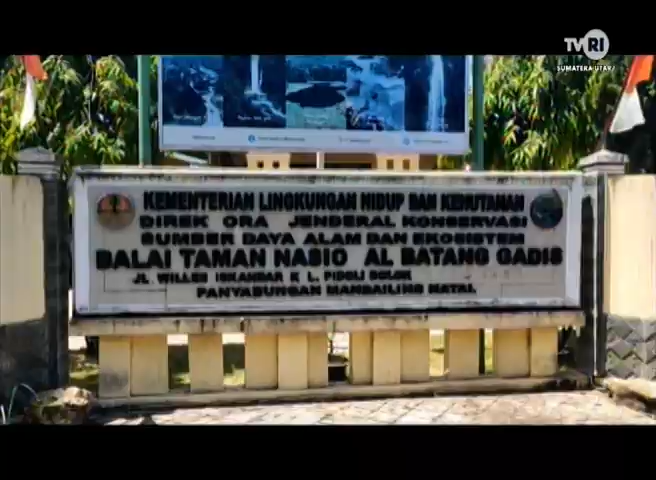 TVRI
SUMATERA UTARA
KEMENTERIAN LINGKUNGAN HIDUP DAN KEHUTANAN
DIREK ORA JENDERAL KONSERVASI
SUMBER DAYA ALAM DAN EKOSISTEM
BALAI TAMAN NASIO AL BATANG GADIS
JL. WILLEM ISKANDAR K L. PIDOLI DOLOK
PANYABUNGAN MANDAILING NATAL